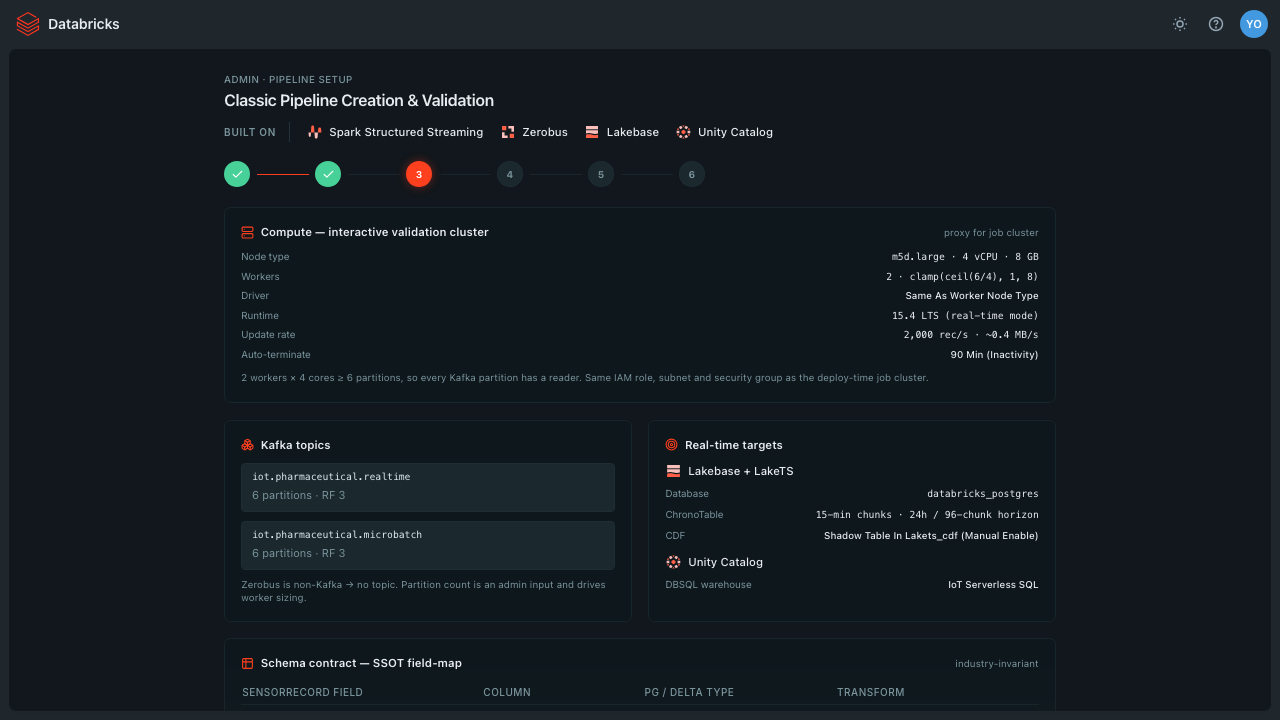 Databricks
YO
ADMIN · PIPELINE SETUP
Classic Pipeline Creation & Validation
BUILT ON
Spark Structured Streaming
Zerobus
Lakebase
Unity Catalog
3
4
5
6
Compute — interactive validation cluster
proxy for job cluster
Node type
m5d.large · 4 vCPU · 8 GB
Workers
2 · clamp(ceil(6/4), 1, 8)
Driver
Same As Worker Node Type
Runtime
15.4 LTS (real-time mode)
Update rate
2,000 rec/s · ~0.4 MB/s
Auto-terminate
90 Min (Inactivity)
2 workers × 4 cores ≥ 6 partitions, so every Kafka partition has a reader. Same IAM role, subnet and security group as the deploy-time job cluster.
Kafka topics
iot.pharmaceutical.realtime
6 partitions · RF 3
iot.pharmaceutical.microbatch
6 partitions · RF 3
Zerobus is non-Kafka → no topic. Partition count is an admin input and drives
worker sizing.
Real-time targets
Lakebase + LakeTS
Database
databricks_postgres
ChronoTable
15-min chunks · 24h / 96-chunk horizon
CDF
Shadow Table In Lakets_cdf (Manual Enable)
Unity Catalog
DBSQL warehouse
IoT Serverless SQL
Schema contract — SSOT field-map
industry-invariant
SENSORRECORD FIELD
COLUMN
PG / DELTA TYPE
TRANSFORM